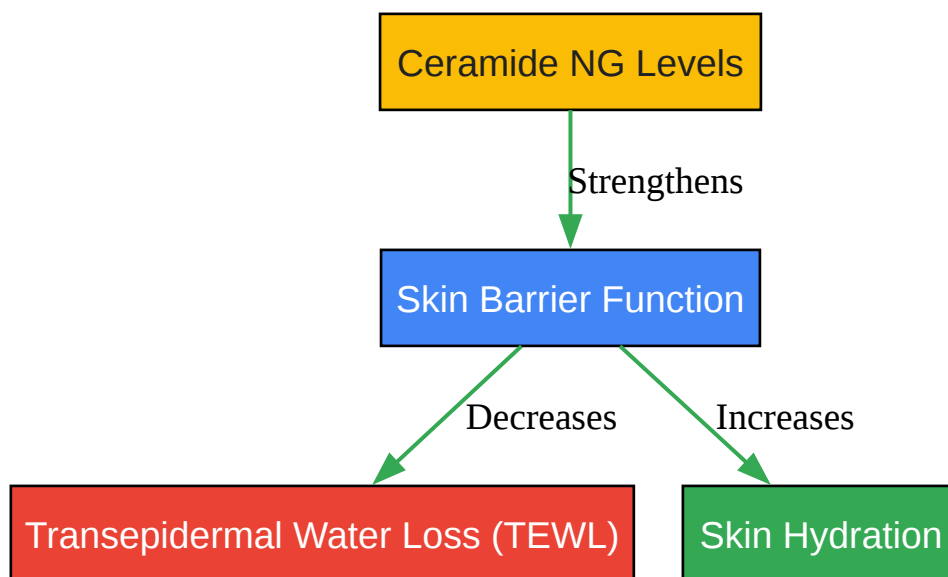 Ceramide NG Levels
Strengthens
Skin Barrier Function
Decreases
Increases
Transepidermal Water Loss (TEWL)
Skin Hydration